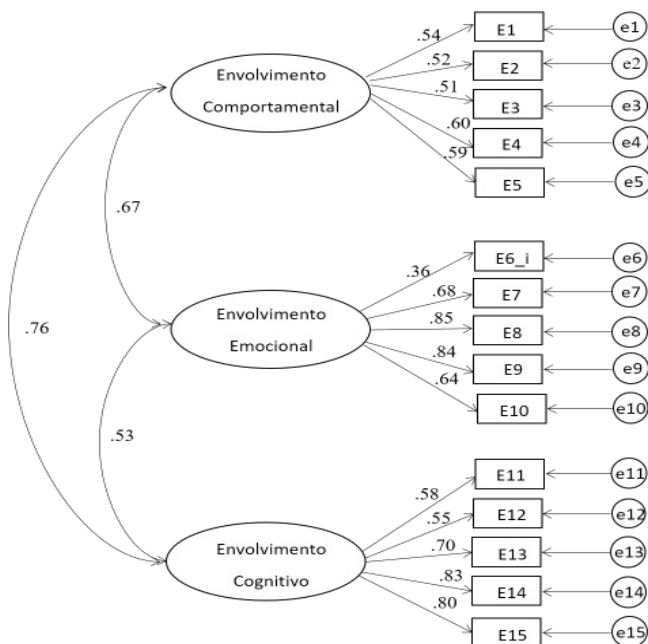 .54
E1
e1
.52
E2
e2
Envolvimento
Comportamental
.51
E3
e3
.60
E4
e4
.59
E5
e5
.67
.36
E6_i
e6
.68
E7
e7
Envolvimento
Emocional
.76
.85
E8
e8
.84
E9
e9
.64
E10
e10
.53
.58
E11
e11
.55
E12
e12
Envolvimento
Cognitivo
.70
E13
e13
.83
E14
e14
.80
E15
e15